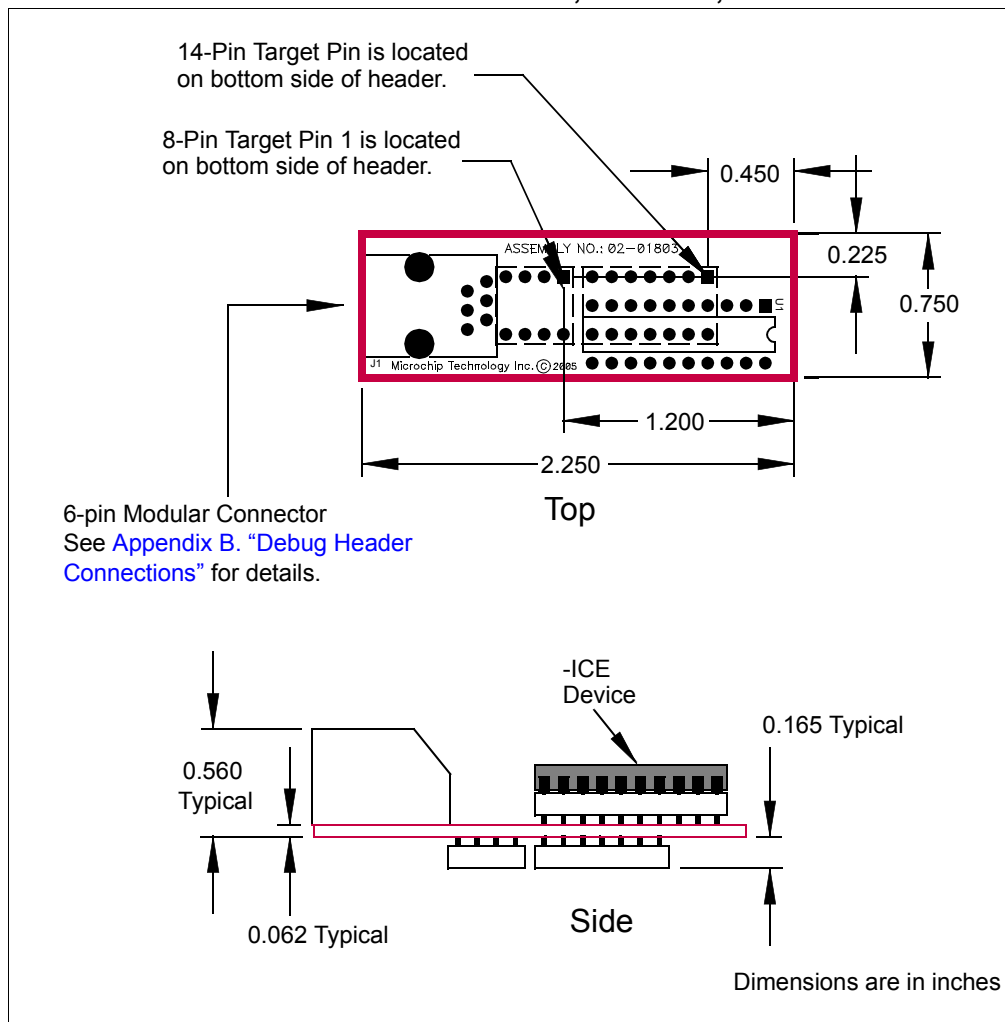 14-Pin Target Pin is located
on bottom side of header.
8-Pin Target Pin 1 is located
on bottom side of header.
0.450
0.225
0.750
ASSEMBLY NO.: 02-01803
U1
J1 Microchip Technology Inc. © 2005
1.200
2.250
Top
6-pin Modular Connector
See Appendix B. “Debug Header
Connections” for details.
-ICE
Device
0.165 Typical
0.560
Typical
0.062 Typical
Side
Dimensions are in inches